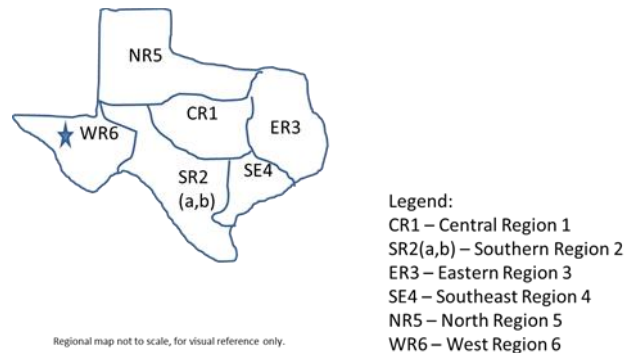 NR5
CR1
WR6
ER3
SE4
SR2
(a,b)
Legend:
CR1 – Central Region 1
SR2(a,b) – Southern Region 2
ER3 – Eastern Region 3
SE4 – Southeast Region 4
NR5 – North Region 5
WR6 – West Region 6
Regional map not to scale, for visual reference only.